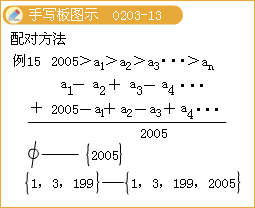 手写板图示 0203-13
配对方法
例15 2005>a₁>a₂>a₃···>aₙ
a₁- a₂+ a₃-a₄ ···
+ 2005-a₁+a₂-a₃+a₄···
2005
ϕ—— {2005}
{1, 3, 199}—{1, 3, 199, 2005}